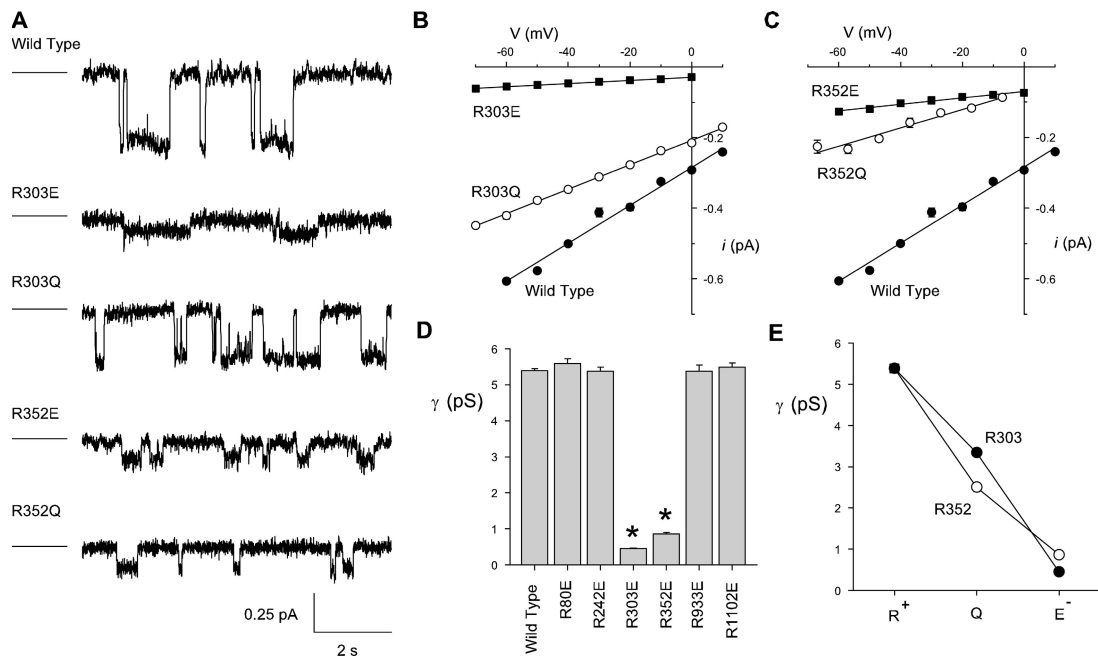 A
Wild Type
R303E
R303Q
R352E
R352Q
0.25 pA
2 s
B
V (mV)
-60 -40 -20 0
R303E
R303Q
Wild Type
-0.2
-0.4
-0.6
i (pA)
C
V (mV)
-60 -40 -20 0
R352E
R352Q
Wild Type
-0.2
-0.4
-0.6
i (pA)
D
γ (pS)
6
5
4
3
2
1
0
* *
Wild Type
R80E
R242E
R303E
R352E
R933E
R1102E
E
γ (pS)
6
5
4
3
2
1
0
R303
R352
R+ Q E-